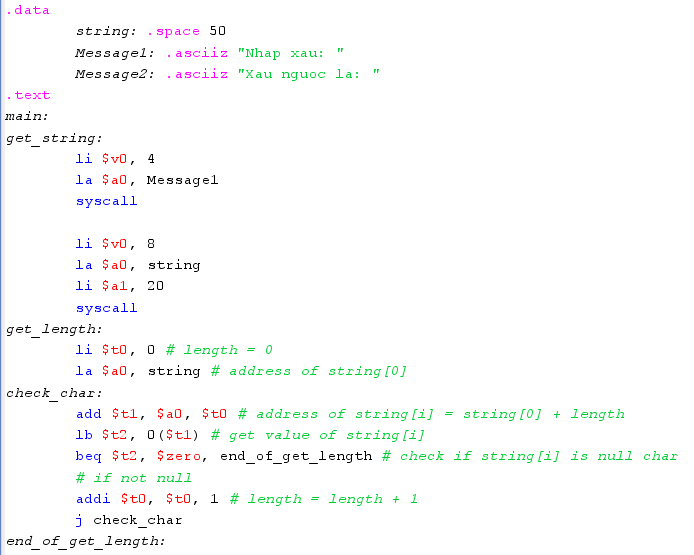 .data
string: .space 50
Message1: .asciiz "Nhap xau: "
Message2: .asciiz "Xau nguoc la: "
.text
main:
get_string:
li $v0, 4
la $a0, Message1
syscall
li $v0, 8
la $a0, string
li $a1, 20
syscall
get_length:
li $t0, 0 # length = 0
la $a0, string # address of string[0]
check_char:
add $t1, $a0, $t0 # address of string[i] = string[0] + length
lb $t2, 0($t1) # get value of string[i]
beq $t2, $zero, end_of_get_length # check if string[i] is null char
# if not null
addi $t0, $t0, 1 # length = length + 1
j check_char
end_of_get_length: